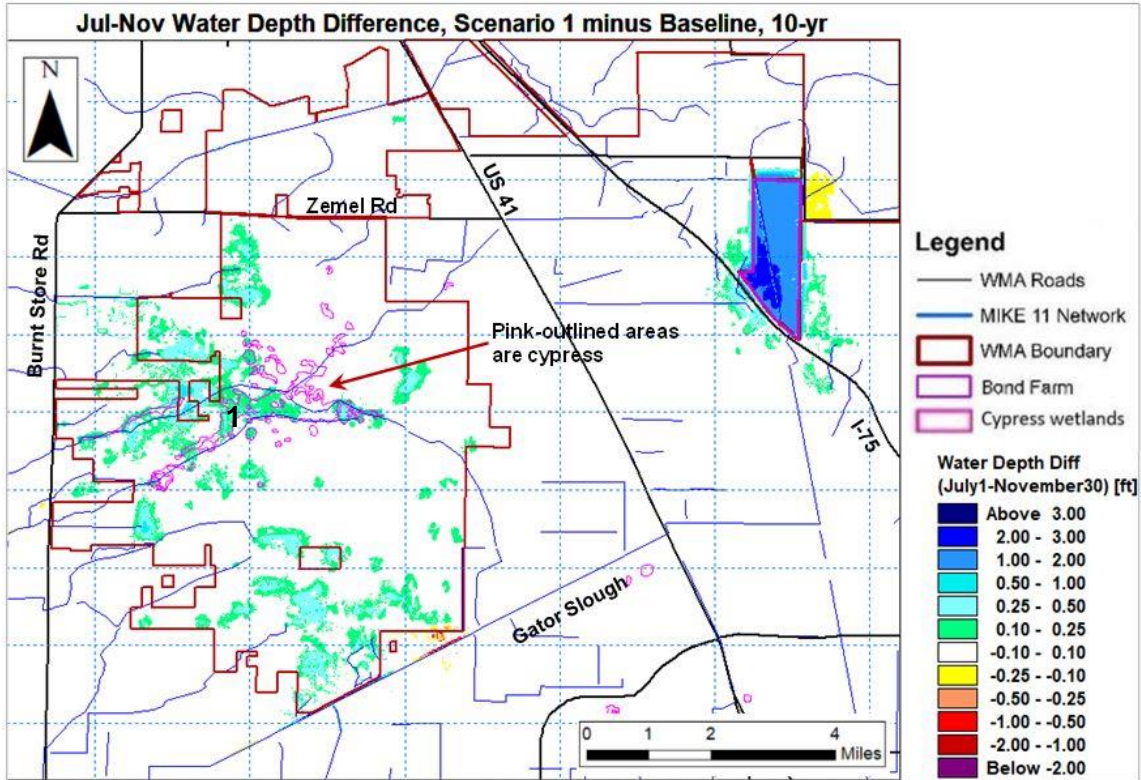 Jul-Nov Water Depth Difference, Scenario 1 minus Baseline, 10-yr
N
US 41
Zemel Rd
Burnt Store Rd
Pink-outlined areas
are cypress
1
I-75
Gator Slough
0 1 2 4
Miles
Legend
WMA Roads
MIKE 11 Network
WMA Boundary
Bond Farm
Cypress wetlands
Water Depth Diff
(July1-November30) [ft]
Above 3.00
2.00 - 3.00
1.00 - 2.00
0.50 - 1.00
0.25 - 0.50
0.10 - 0.25
-0.10 - 0.10
-0.25 - -0.10
-0.50 - -0.25
-1.00 - -0.50
-2.00 - -1.00
Below -2.00